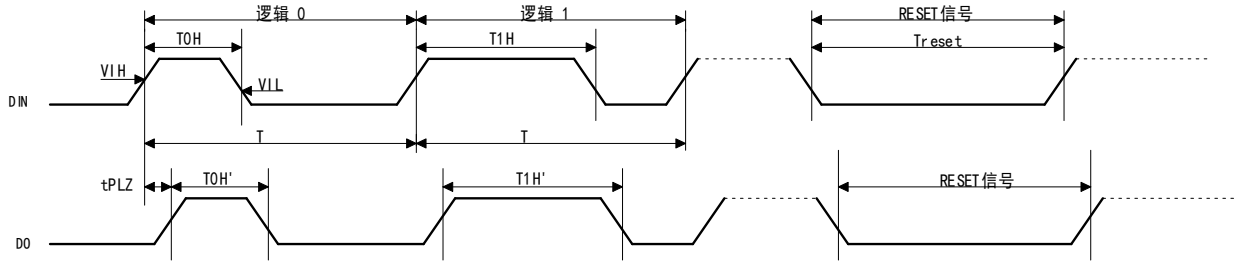 逻辑 0 逻辑 1 RESET信号
T0H T1H Treset
VIH
VIL
DIN
T T
tPLZ T0H' T1H' RESET信号
DO